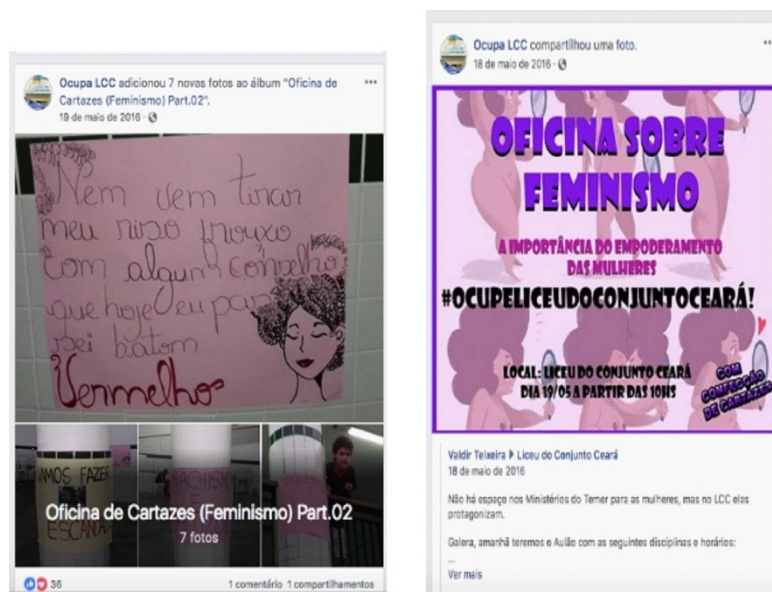 Ocupa LCC adicionou 7 novas fotos ao álbum "Oficina de
Cartazes (Feminismo) Part.02".
19 de maio de 2016 ·
Nem vem tirar
meu riso frouxo
com algum conselho
que hoje eu pas
sei batom
Vermelho
VAMOS FAZER
ESCÂNDALO
MACHISMO
Oficina de Cartazes (Feminismo) Part.02
7 fotos
36
1 comentário 1 compartilhamentos
Ocupa LCC compartilhou uma foto.
18 de maio de 2016 ·
OFICINA SOBRE
FEMINISMO
A IMPORTÂNCIA DO EMPODERAMENTO
DAS MULHERES
#OCUPELICEUDOCONJUNTOCEARÁ!
LOCAL: LICEU DO CONJUNTO CEARÁ
DIA 19/05 A PARTIR DAS 10HS
COM
CONFECÇÃO
DE CARTAZES
Valdir Teixeira ▶ Liceu do Conjunto Ceará
18 de maio de 2016
Não há espaço nos Ministérios do Temer para as mulheres, mas no LCC elas
protagonizam.
Galera, amanhã teremos o Aulão com as seguintes disciplinas e horários:
...
Ver mais